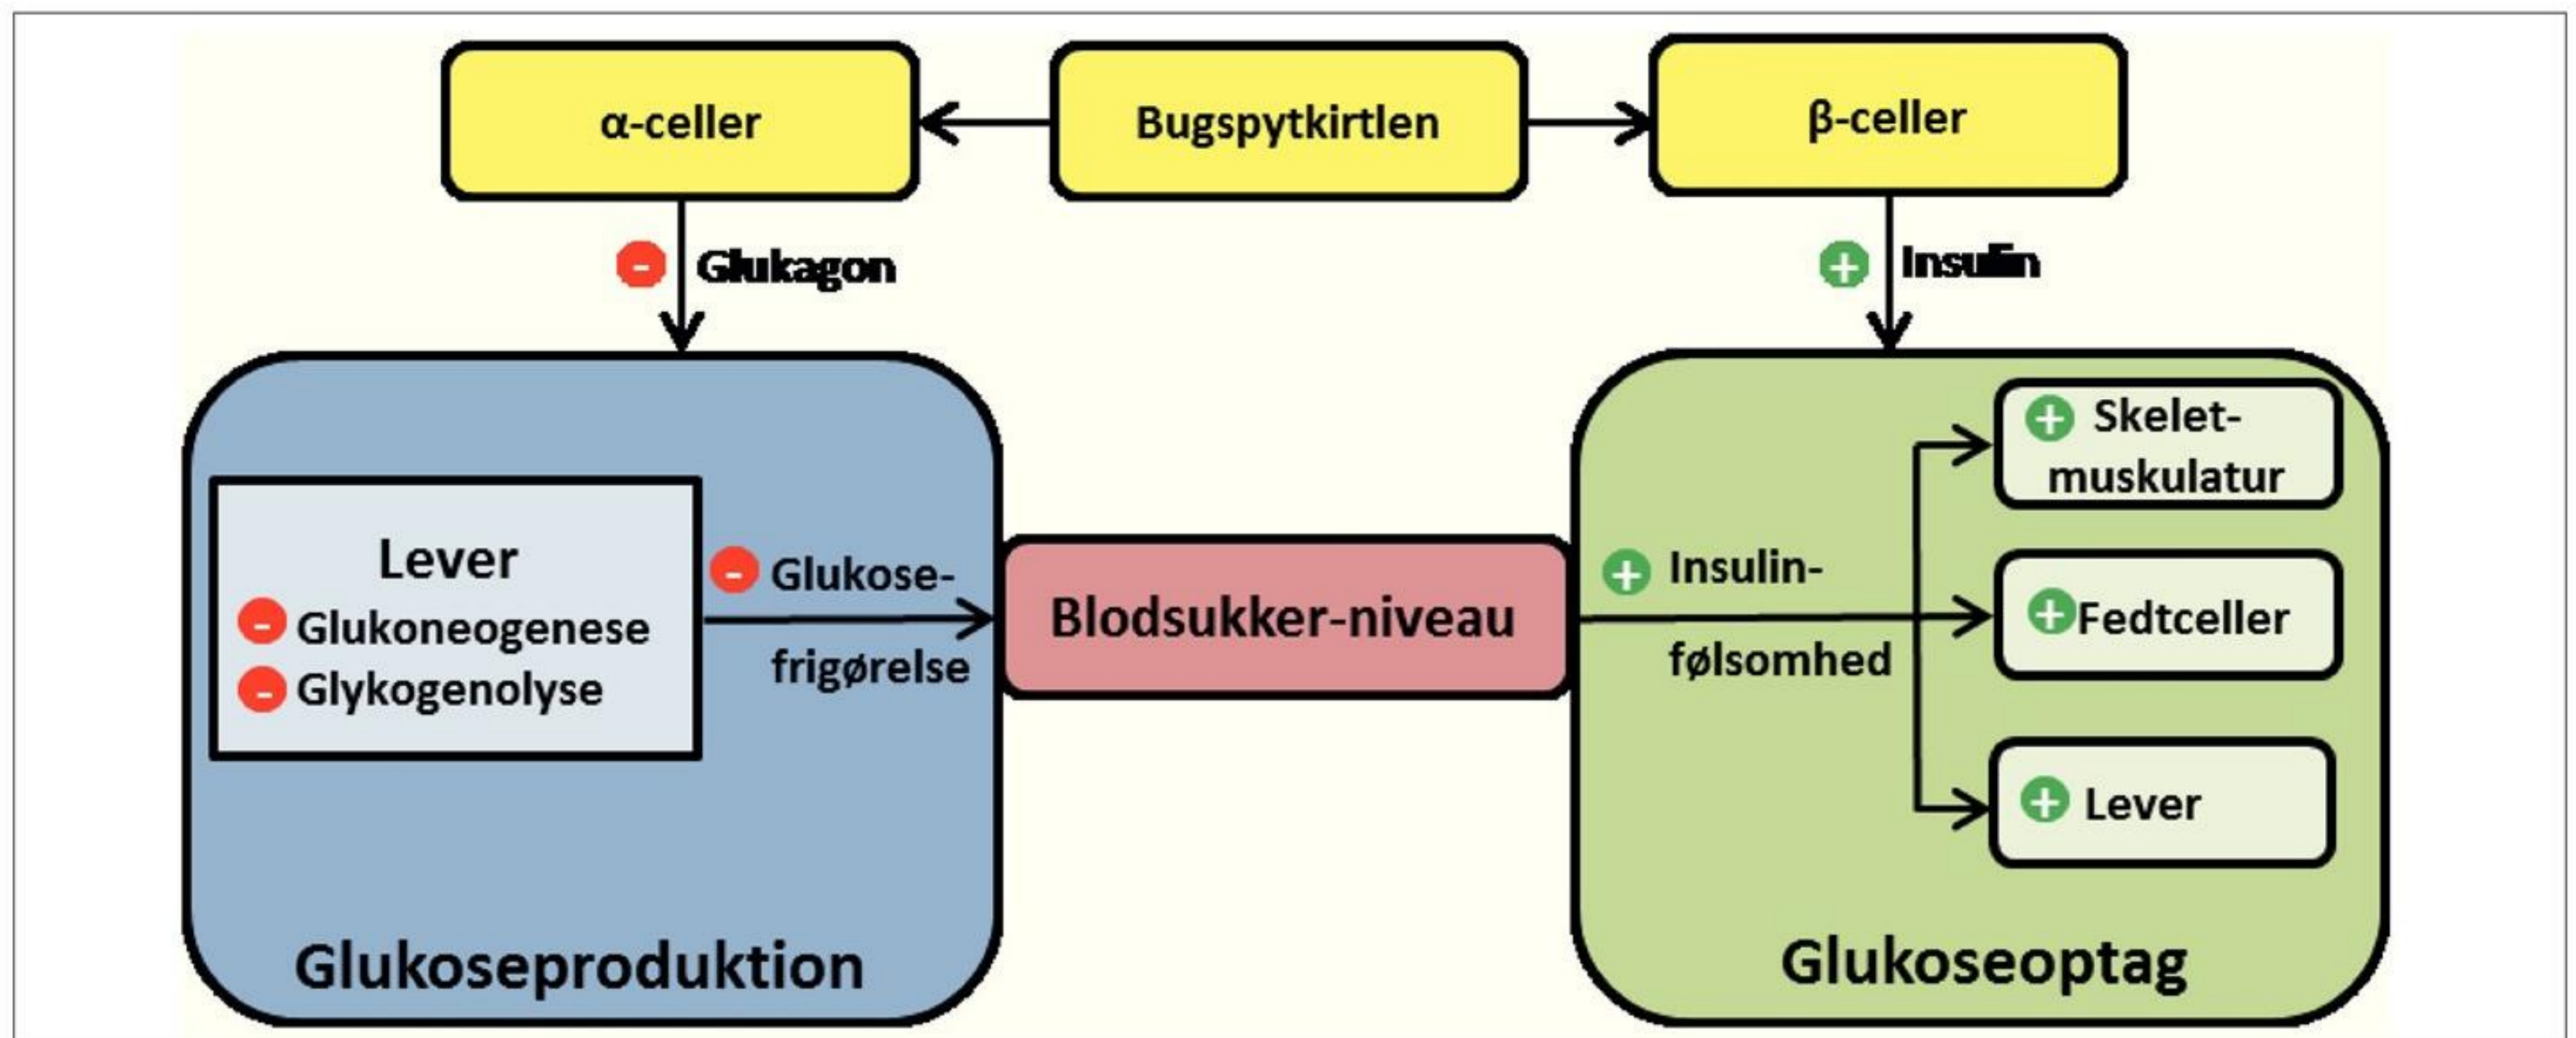 α-celler
Bugspytkirtlen
β-celler
- Glukagon
+ Insulin
Lever
- Glukoneogenese
- Glykogenolyse
- Glukose-
frigørelse
Glukoseproduktion
Blodsukker-niveau
+ Insulin-
følsomhed
+ Skelet-
muskulatur
+ Fedtceller
+ Lever
Glukoseoptag